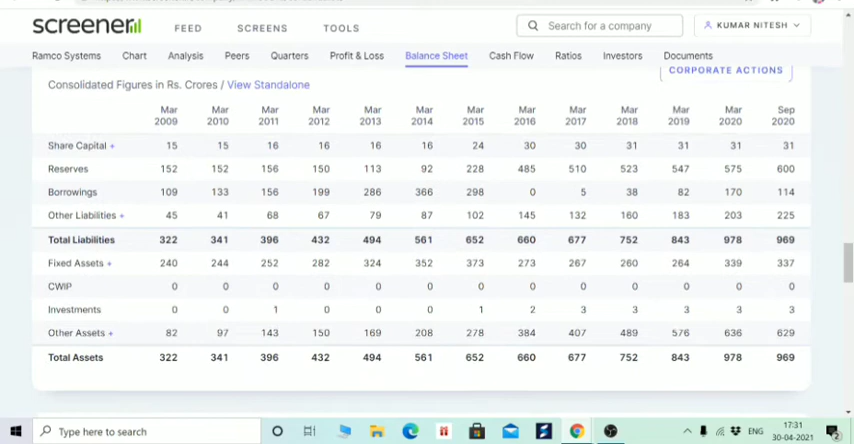 screener FEED SCREENS TOOLS Search for a company KUMAR NITESH
Ramco Systems Chart Analysis Peers Quarters Profit & Loss Balance Sheet Cash Flow Ratios Investors Documents
CORPORATE ACTIONS
Consolidated Figures in Rs. Crores / View Standalone
Mar 2009 Mar 2010 Mar 2011 Mar 2012 Mar 2013 Mar 2014 Mar 2015 Mar 2016 Mar 2017 Mar 2018 Mar 2019 Mar 2020 Sep 2020
Share Capital + 15 15 16 16 16 16 24 30 30 31 31 31 31
Reserves 152 152 156 150 113 92 228 485 510 523 547 575 600
Borrowings 109 133 156 199 286 366 298 0 5 38 82 170 114
Other Liabilities + 45 41 68 67 79 87 102 145 132 160 183 203 225
Total Liabilities 322 341 396 432 494 561 652 660 677 752 843 978 969
Fixed Assets + 240 244 252 282 324 352 373 273 267 260 264 339 337
CWIP 0 0 0 0 0 0 0 0 0 0 0 0 0
Investments 0 0 1 0 0 0 1 2 3 3 3 3 3
Other Assets + 82 97 143 150 169 208 278 384 407 489 576 636 629
Total Assets 322 341 396 432 494 561 652 660 677 752 843 978 969
Type here to search ENG 17:31
30-04-2021 2